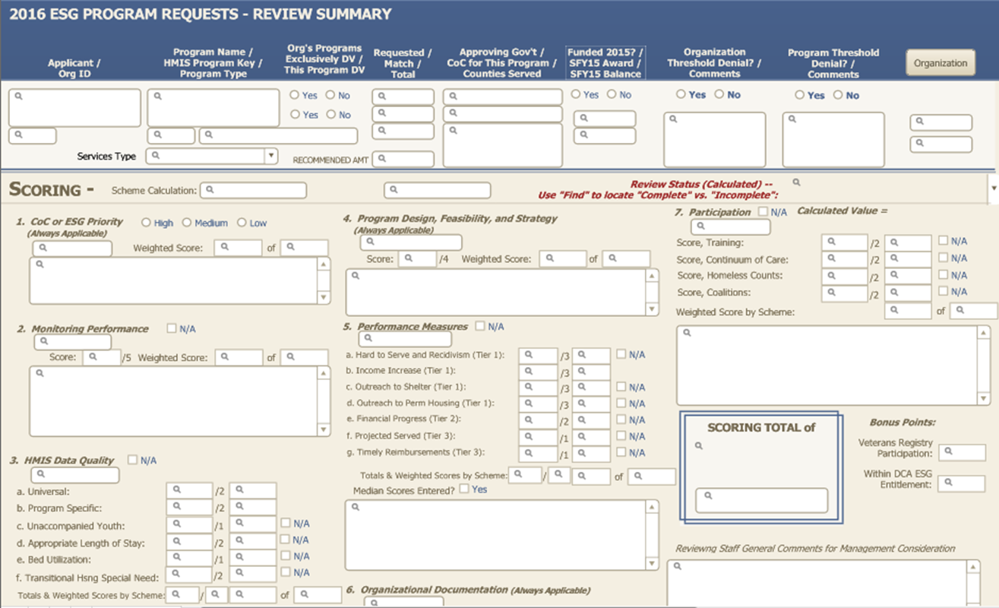 2016 ESG PROGRAM REQUESTS - REVIEW SUMMARY
Applicant /
Org ID
Program Name /
HMIS Program Key /
Program Type
Org's Programs
Exclusively DV /
This Program DV
Requested /
Match /
Total
Approving Gov't /
CoC for This Program /
Counties Served
Funded 2015? /
SFY15 Award /
SFY15 Balance
Organization
Threshold Denial? /
Comments
Program Threshold
Denial? /
Comments
Organization
Yes No
Yes No
Yes No
Yes No
Yes No
Services Type
RECOMMENDED AMT
SCORING -
Scheme Calculation:
Review Status (Calculated) --
Use "Find" to locate "Complete" vs. "Incomplete":
1. CoC or ESG Priority High Medium Low
(Always Applicable)
Weighted Score: of
2. Monitoring Performance N/A
Score: /5 Weighted Score: of
3. HMIS Data Quality N/A
a. Universal: /2
b. Program Specific: /2
c. Unaccompanied Youth: /1 N/A
d. Appropriate Length of Stay: /2 N/A
e. Bed Utilization: /1 N/A
f. Transitional Hsng Special Need: /2 N/A
Totals & Weighted Scores by Scheme: / of
4. Program Design, Feasibility, and Strategy
(Always Applicable)
Score: /4 Weighted Score: of
5. Performance Measures N/A
a. Hard to Serve and Recidivism (Tier 1): /3 N/A
b. Income Increase (Tier 1): /3
c. Outreach to Shelter (Tier 1): /3 N/A
d. Outreach to Perm Housing (Tier 1): /3 N/A
e. Financial Progress (Tier 2): /2 N/A
f. Projected Served (Tier 3): /1 N/A
g. Timely Reimbursements (Tier 3): /1 N/A
Totals & Weighted Scores by Scheme: / of
Median Scores Entered? Yes
6. Organizational Documentation (Always Applicable)
7. Participation N/A Calculated Value =
Score, Training: /2 N/A
Score, Continuum of Care: /2 N/A
Score, Homeless Counts: /2 N/A
Score, Coalitions: /2 N/A
Weighted Score by Scheme: of
SCORING TOTAL of
Bonus Points:
Veterans Registry
Participation:
Within DCA ESG
Entitlement:
Reviewng Staff General Comments for Management Consideration